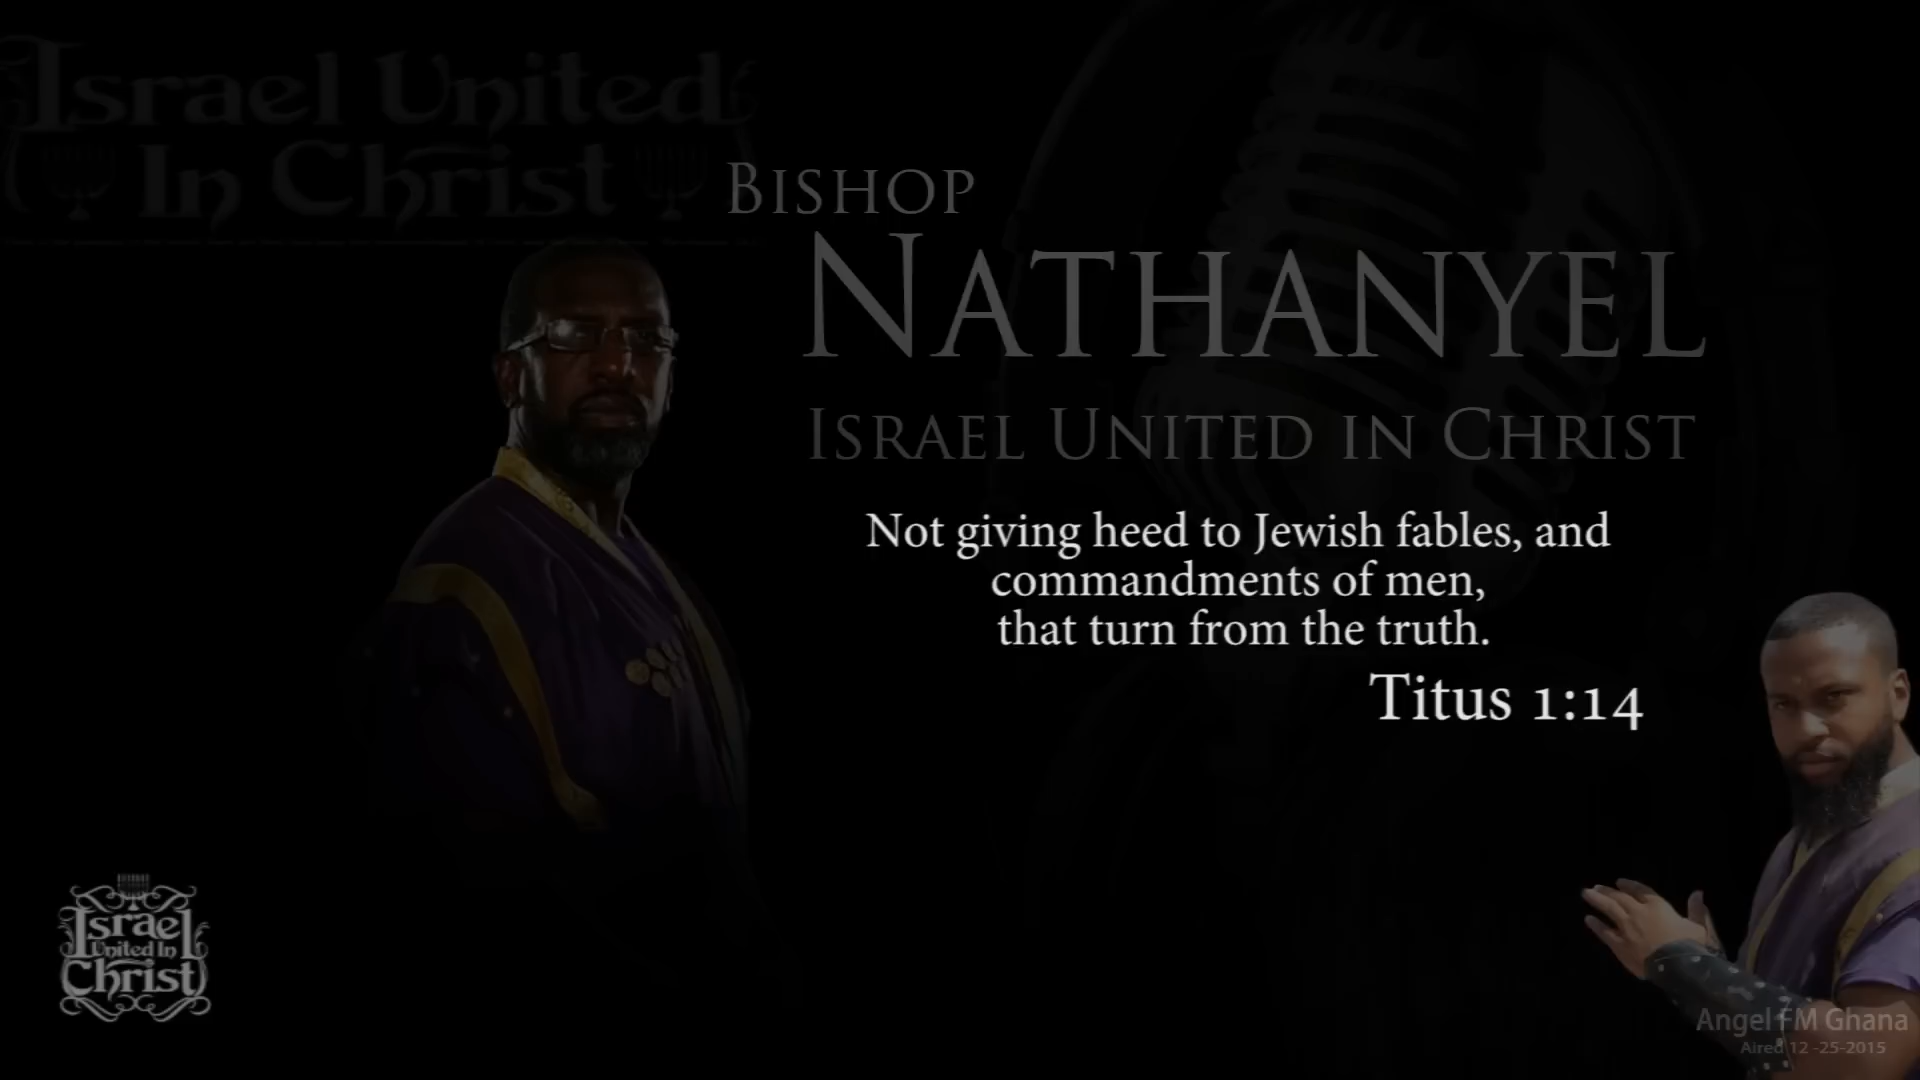 Israel United
In Christ
BISHOP
NATHANYEL
ISRAEL UNITED IN CHRIST
Not giving heed to Jewish fables, and
commandments of men,
that turn from the truth.
Titus 1:14
Israel
United In
Christ
Angel FM Ghana
Aired 12 -25-2015